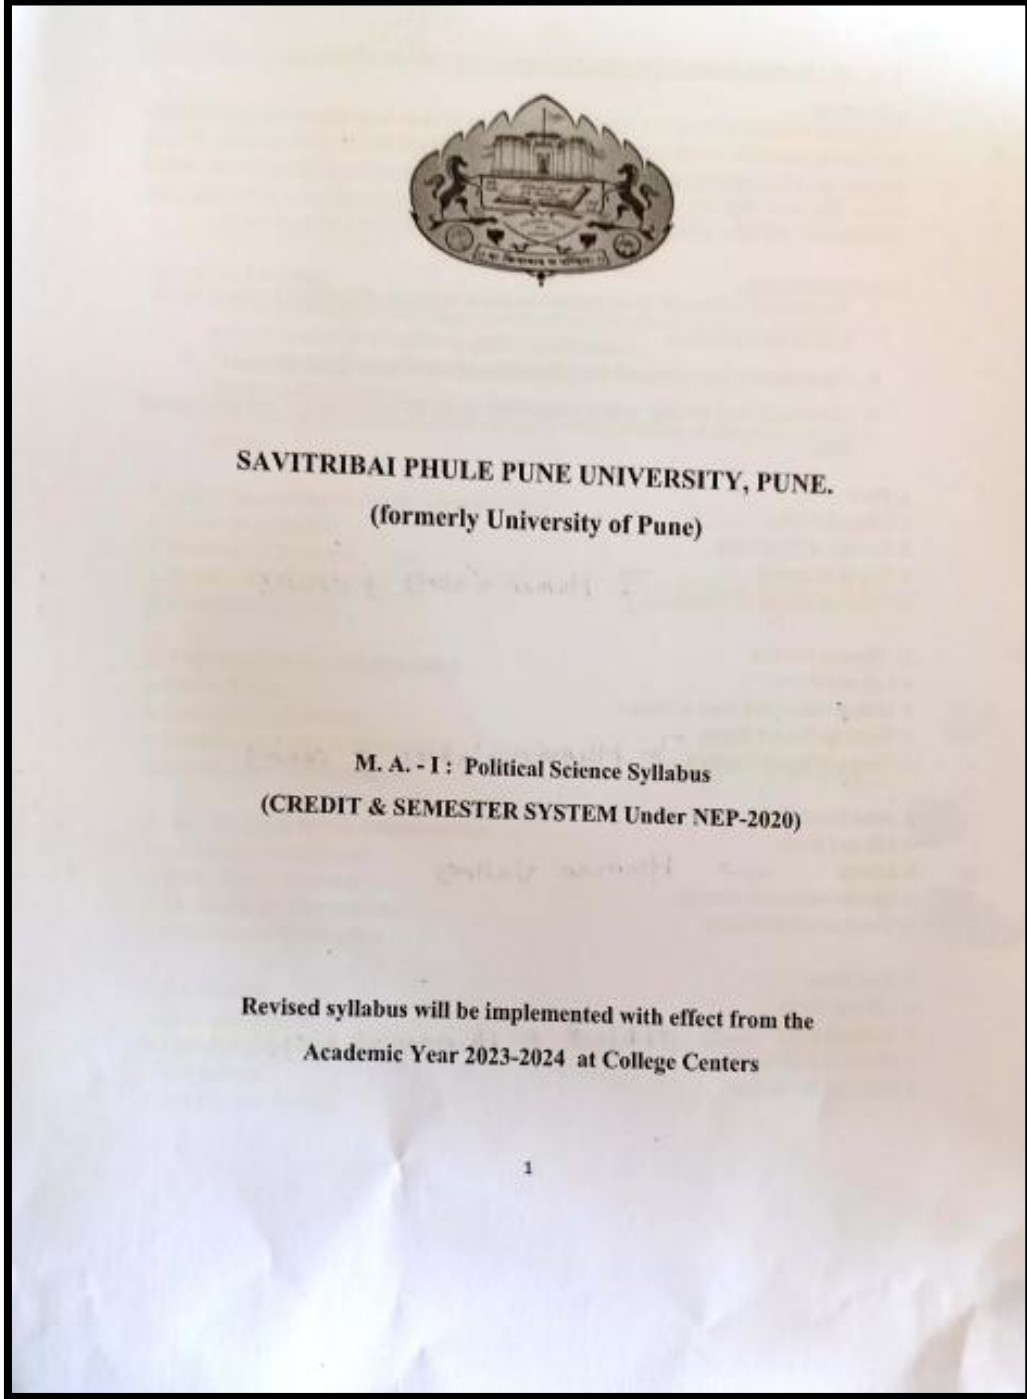 SAVITRIBAI PHULE PUNE UNIVERSITY, PUNE.
(formerly University of Pune)
M. A. - I : Political Science Syllabus
(CREDIT & SEMESTER SYSTEM Under NEP-2020)
Revised syllabus will be implemented with effect from the
Academic Year 2023-2024 at College Centers
1